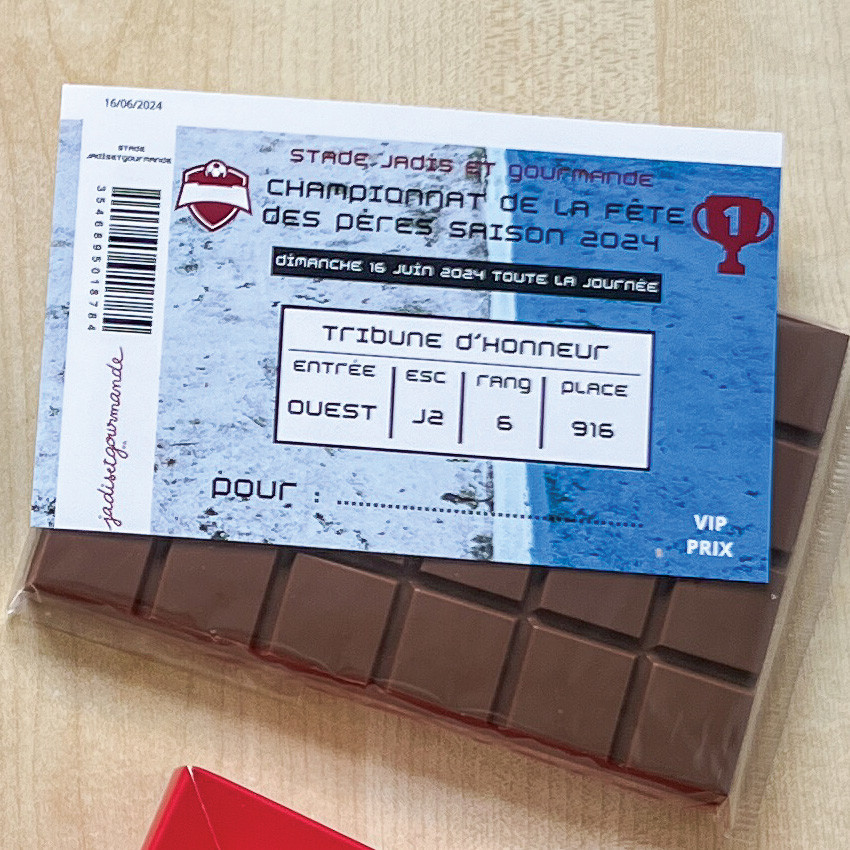 16/06/2024
STADE
JADISETGOURMANDE
3546895018784
jadisetgourmande
STADE JADIS ET GOURMANDE
CHAMPIONNAT DE LA FÊTE
DES PÈRES SAISON 2024
1
DIMANCHE 16 JUIN 2024 TOUTE LA JOURNÉE
TRIBUNE D'HONNEUR
ENTRÉE ESC RANG PLACE
OUEST J2 6 916
POUR : ..............................
VIP
PRIX